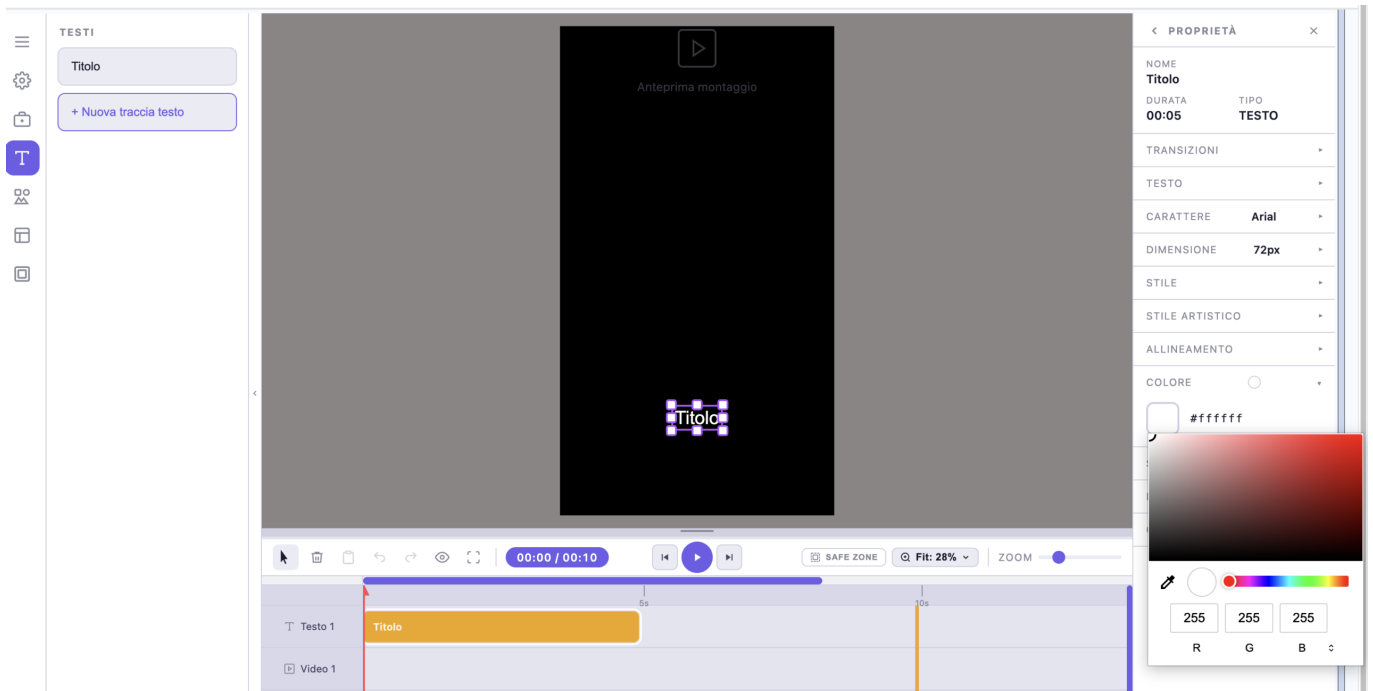 TESTI
Titolo
+ Nuova traccia testo
Anteprima montaggio
Titolo
PROPRIETÀ
NOME
Titolo
DURATA TIPO
00:05 TESTO
TRANSIZIONI
TESTO
CARATTERE Arial
DIMENSIONE 72px
STILE
STILE ARTISTICO
ALLINEAMENTO
COLORE
#ffffff
255 255 255
R G B
00:00 / 00:10
SAFE ZONE
Fit: 28%
ZOOM
5s 10s
T Testo 1
Titolo
Video 1